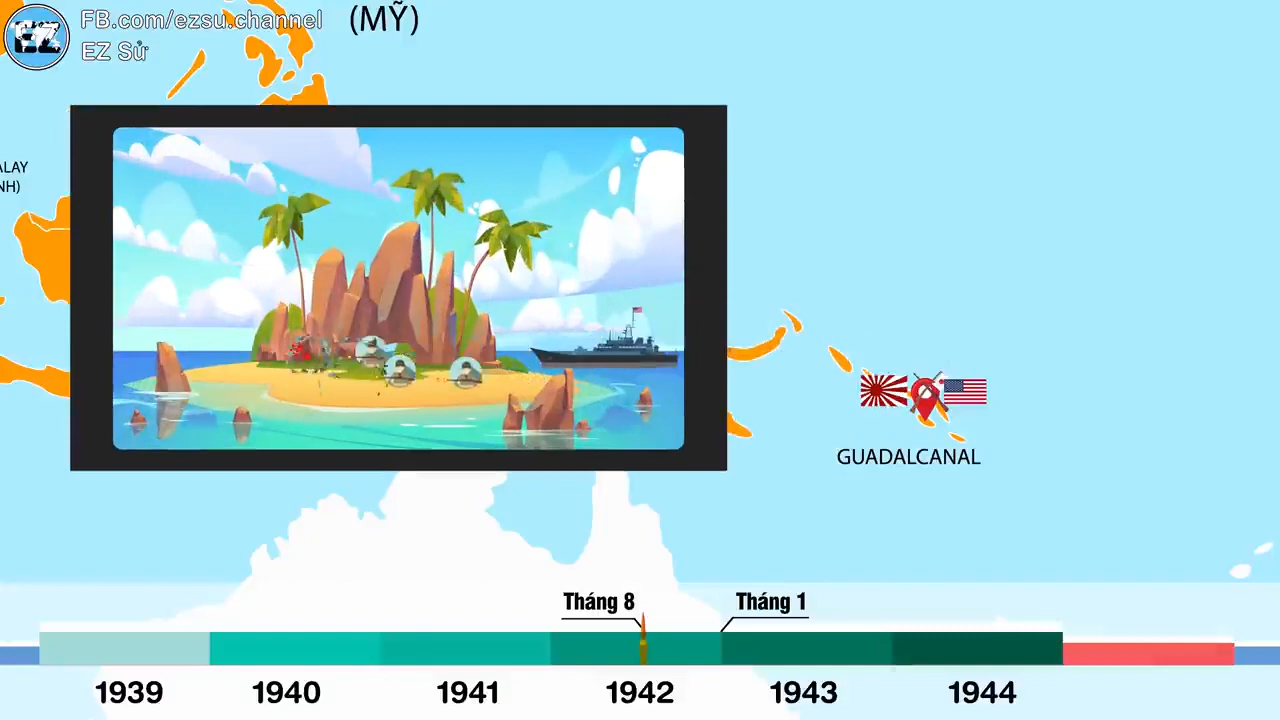 EZ
FB.com/ezsu.channel
EZ Sử
(MỸ)
ALAY
NH)
GUADALCANAL
Tháng 8
Tháng 1
1939
1940
1941
1942
1943
1944